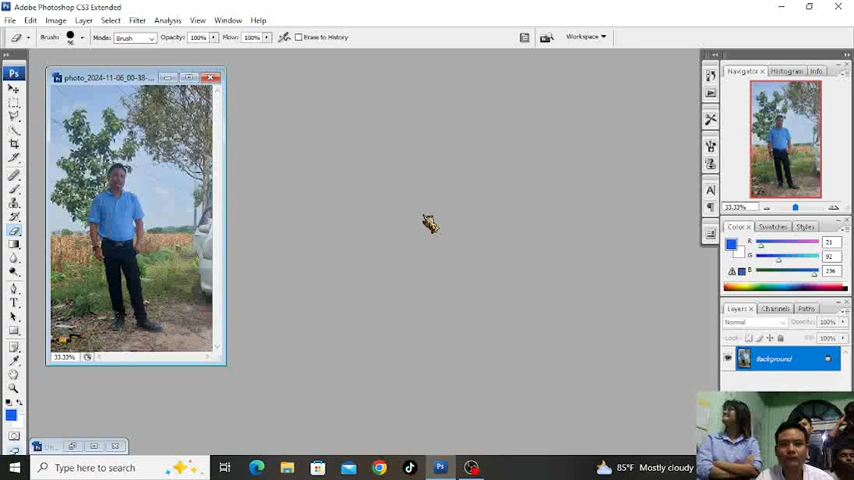 Adobe Photoshop CS3 Extended
File Edit Image Layer Select Filter Analysis View Window Help
Brush: Mode: Brush Opacity: 100% Flow: 100% Erase to History Workspace
Ps
photo_2024-11-06_00-38-...
33.33%
Navigator Histogram Info
33.33%
Color Swatches Styles
R 21
G 92
B 236
Layers Channels Paths
Normal Opacity: 100%
Lock: Fill: 100%
Background
Type here to search
Ps
85°F Mostly cloudy